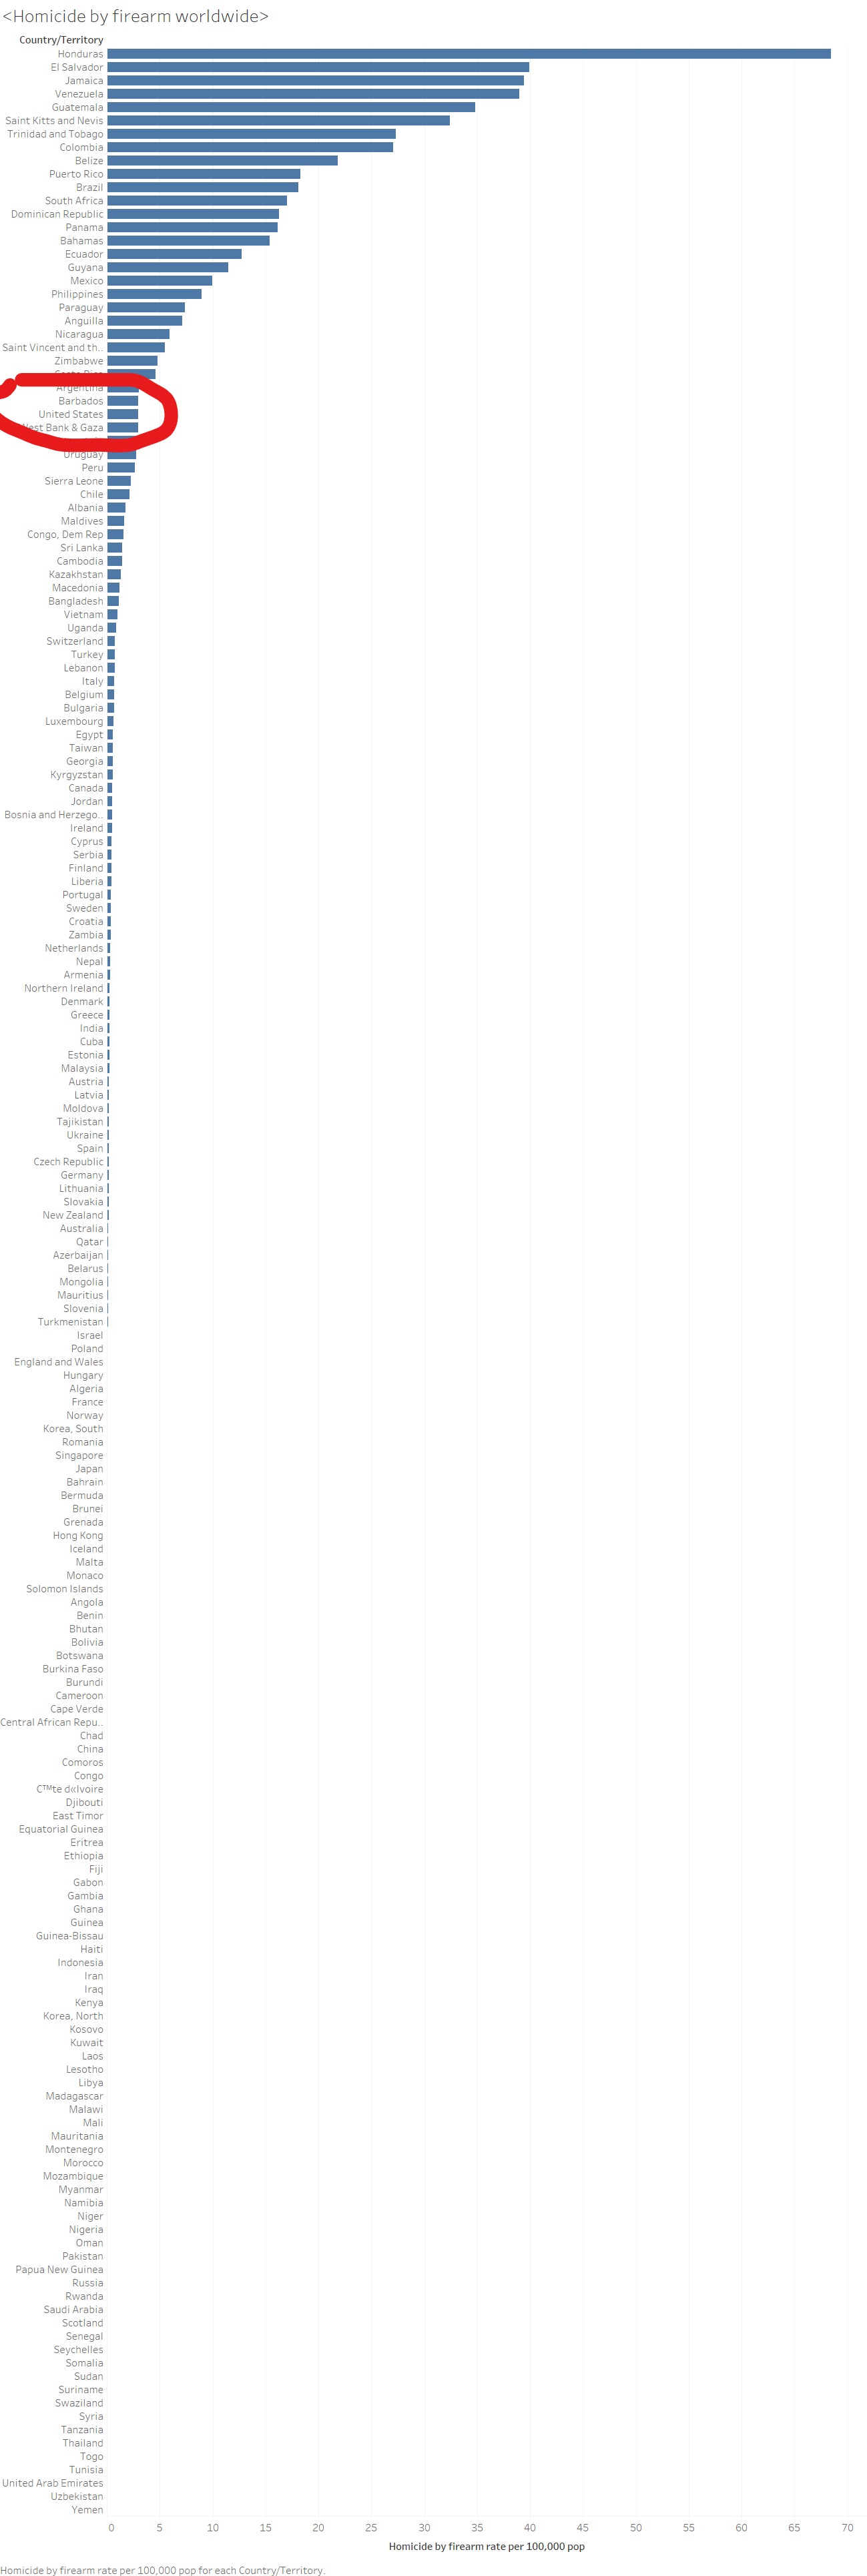 <Homicide by firearm worldwide>
Country/Territory
Honduras
El Salvador
Jamaica
Venezuela
Guatemala
Saint Kitts and Nevis
Trinidad and Tobago
Colombia
Belize
Puerto Rico
Brazil
South Africa
Dominican Republic
Panama
Bahamas
Ecuador
Guyana
Mexico
Philippines
Paraguay
Anguilla
Nicaragua
Saint Vincent and th..
Zimbabwe
Costa Rica
Argentina
Barbados
United States
West Bank & Gaza
Uruguay
Peru
Sierra Leone
Chile
Albania
Maldives
Congo, Dem Rep
Sri Lanka
Cambodia
Kazakhstan
Macedonia
Bangladesh
Vietnam
Uganda
Switzerland
Turkey
Lebanon
Italy
Belgium
Bulgaria
Luxembourg
Egypt
Taiwan
Georgia
Kyrgyzstan
Canada
Jordan
Bosnia and Herzego..
Ireland
Cyprus
Serbia
Finland
Liberia
Portugal
Sweden
Croatia
Zambia
Netherlands
Nepal
Armenia
Northern Ireland
Denmark
Greece
India
Cuba
Estonia
Malaysia
Austria
Latvia
Moldova
Tajikistan
Ukraine
Spain
Czech Republic
Germany
Lithuania
Slovakia
New Zealand
Australia
Qatar
Azerbaijan
Belarus
Mongolia
Mauritius
Slovenia
Turkmenistan
Israel
Poland
England and Wales
Hungary
Algeria
France
Norway
Korea, South
Romania
Singapore
Japan
Bahrain
Bermuda
Brunei
Grenada
Hong Kong
Iceland
Malta
Monaco
Solomon Islands
Angola
Benin
Bhutan
Bolivia
Botswana
Burkina Faso
Burundi
Cameroon
Cape Verde
Central African Repu..
Chad
China
Comoros
Congo
C™te d«Ivoire
Djibouti
East Timor
Equatorial Guinea
Eritrea
Ethiopia
Fiji
Gabon
Gambia
Ghana
Guinea
Guinea-Bissau
Haiti
Indonesia
Iran
Iraq
Kenya
Korea, North
Kosovo
Kuwait
Laos
Lesotho
Libya
Madagascar
Malawi
Mali
Mauritania
Montenegro
Morocco
Mozambique
Myanmar
Namibia
Niger
Nigeria
Oman
Pakistan
Papua New Guinea
Russia
Rwanda
Saudi Arabia
Scotland
Senegal
Seychelles
Somalia
Sudan
Suriname
Swaziland
Syria
Tanzania
Thailand
Togo
Tunisia
United Arab Emirates
Uzbekistan
Yemen
0 5 10 15 20 25 30 35 40 45 50 55 60 65 70
Homicide by firearm rate per 100,000 pop
Homicide by firearm rate per 100,000 pop for each Country/Territory.